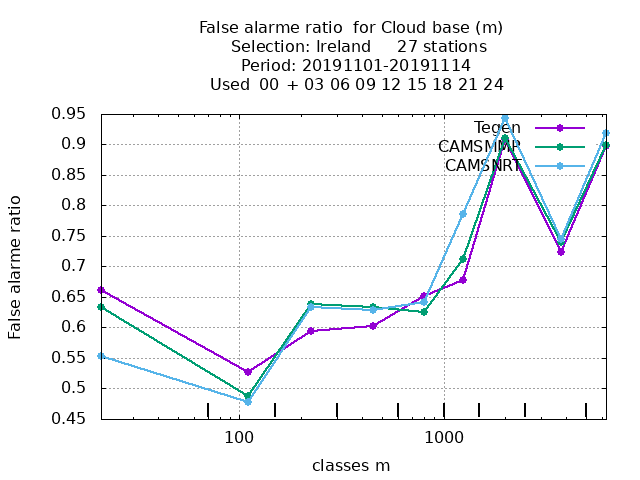 False alarme ratio  for Cloud base (m)
Selection: Ireland     27 stations
Period: 20191101-20191114
Used  00 + 03 06 09 12 15 18 21 24
Tegen
CAMSMMR
CAMSNRT
0.95
0.9
0.85
0.8
0.75
0.7
0.65
0.6
0.55
0.5
0.45
False alarme ratio
100
1000
classes m